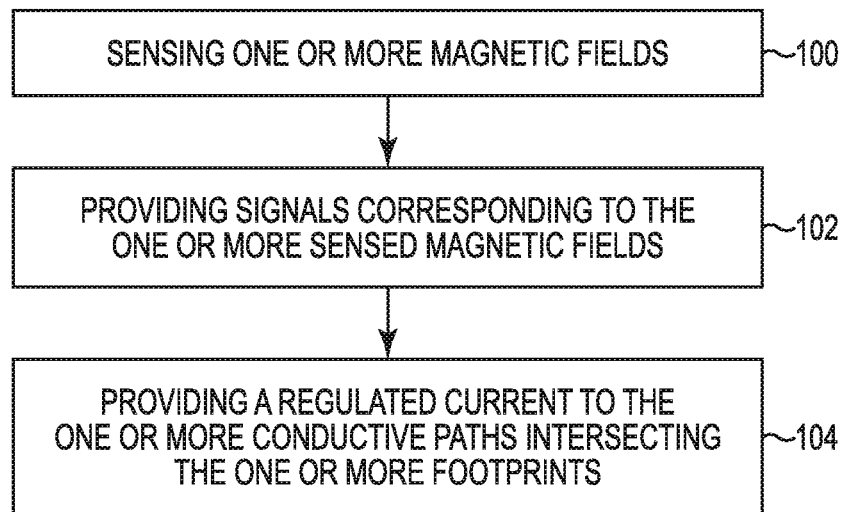 SENSING ONE OR MORE MAGNETIC FIELDS
100
PROVIDING SIGNALS CORRESPONDING TO THE
ONE OR MORE SENSED MAGNETIC FIELDS
102
PROVIDING A REGULATED CURRENT TO THE
ONE OR MORE CONDUCTIVE PATHS INTERSECTING
THE ONE OR MORE FOOTPRINTS
104